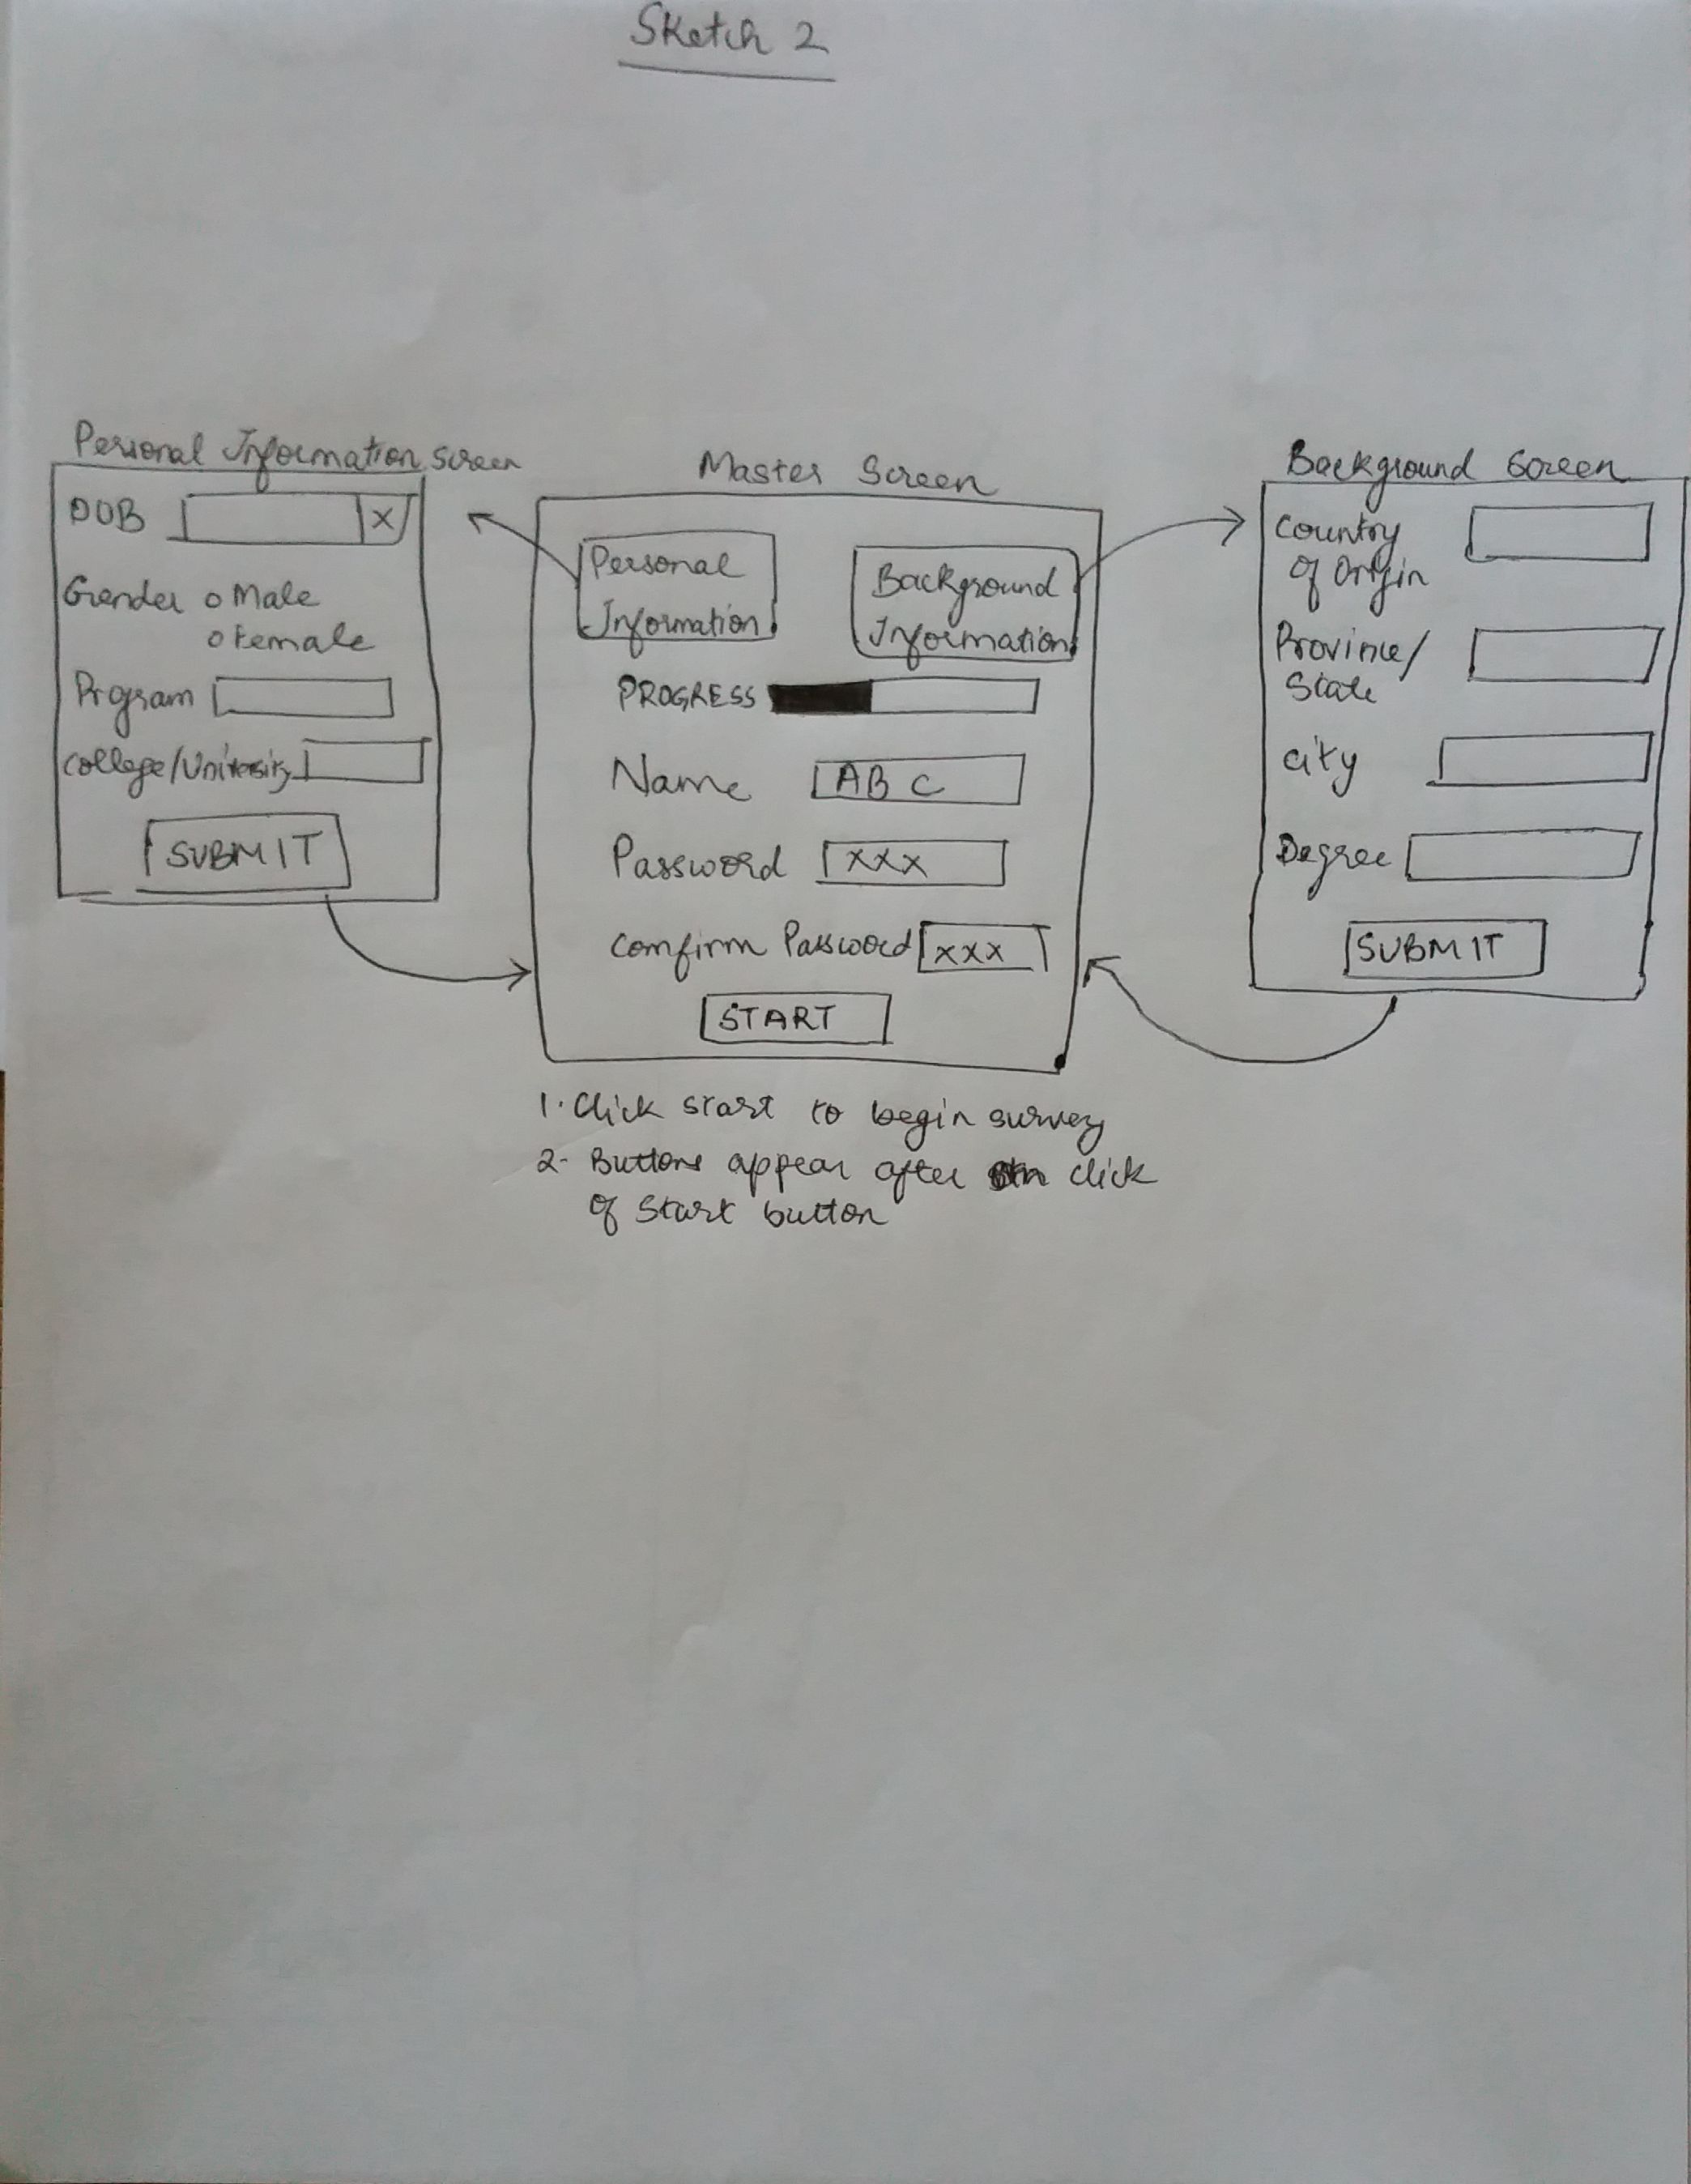 Sketch 2
Personal Information Screen
DOB X
Gender o Male
o Female
Program
College/University
SUBMIT
Master Screen
Personal
Information
Background
Information
PROGRESS
Name ABC
Password xxx
Comfirm Password xxx
START
Background Screen
Country
of Origin
Province/
State
City
Degree
SUBMIT
1. Click start to begin survey
2- Buttons appear after click
of Start button